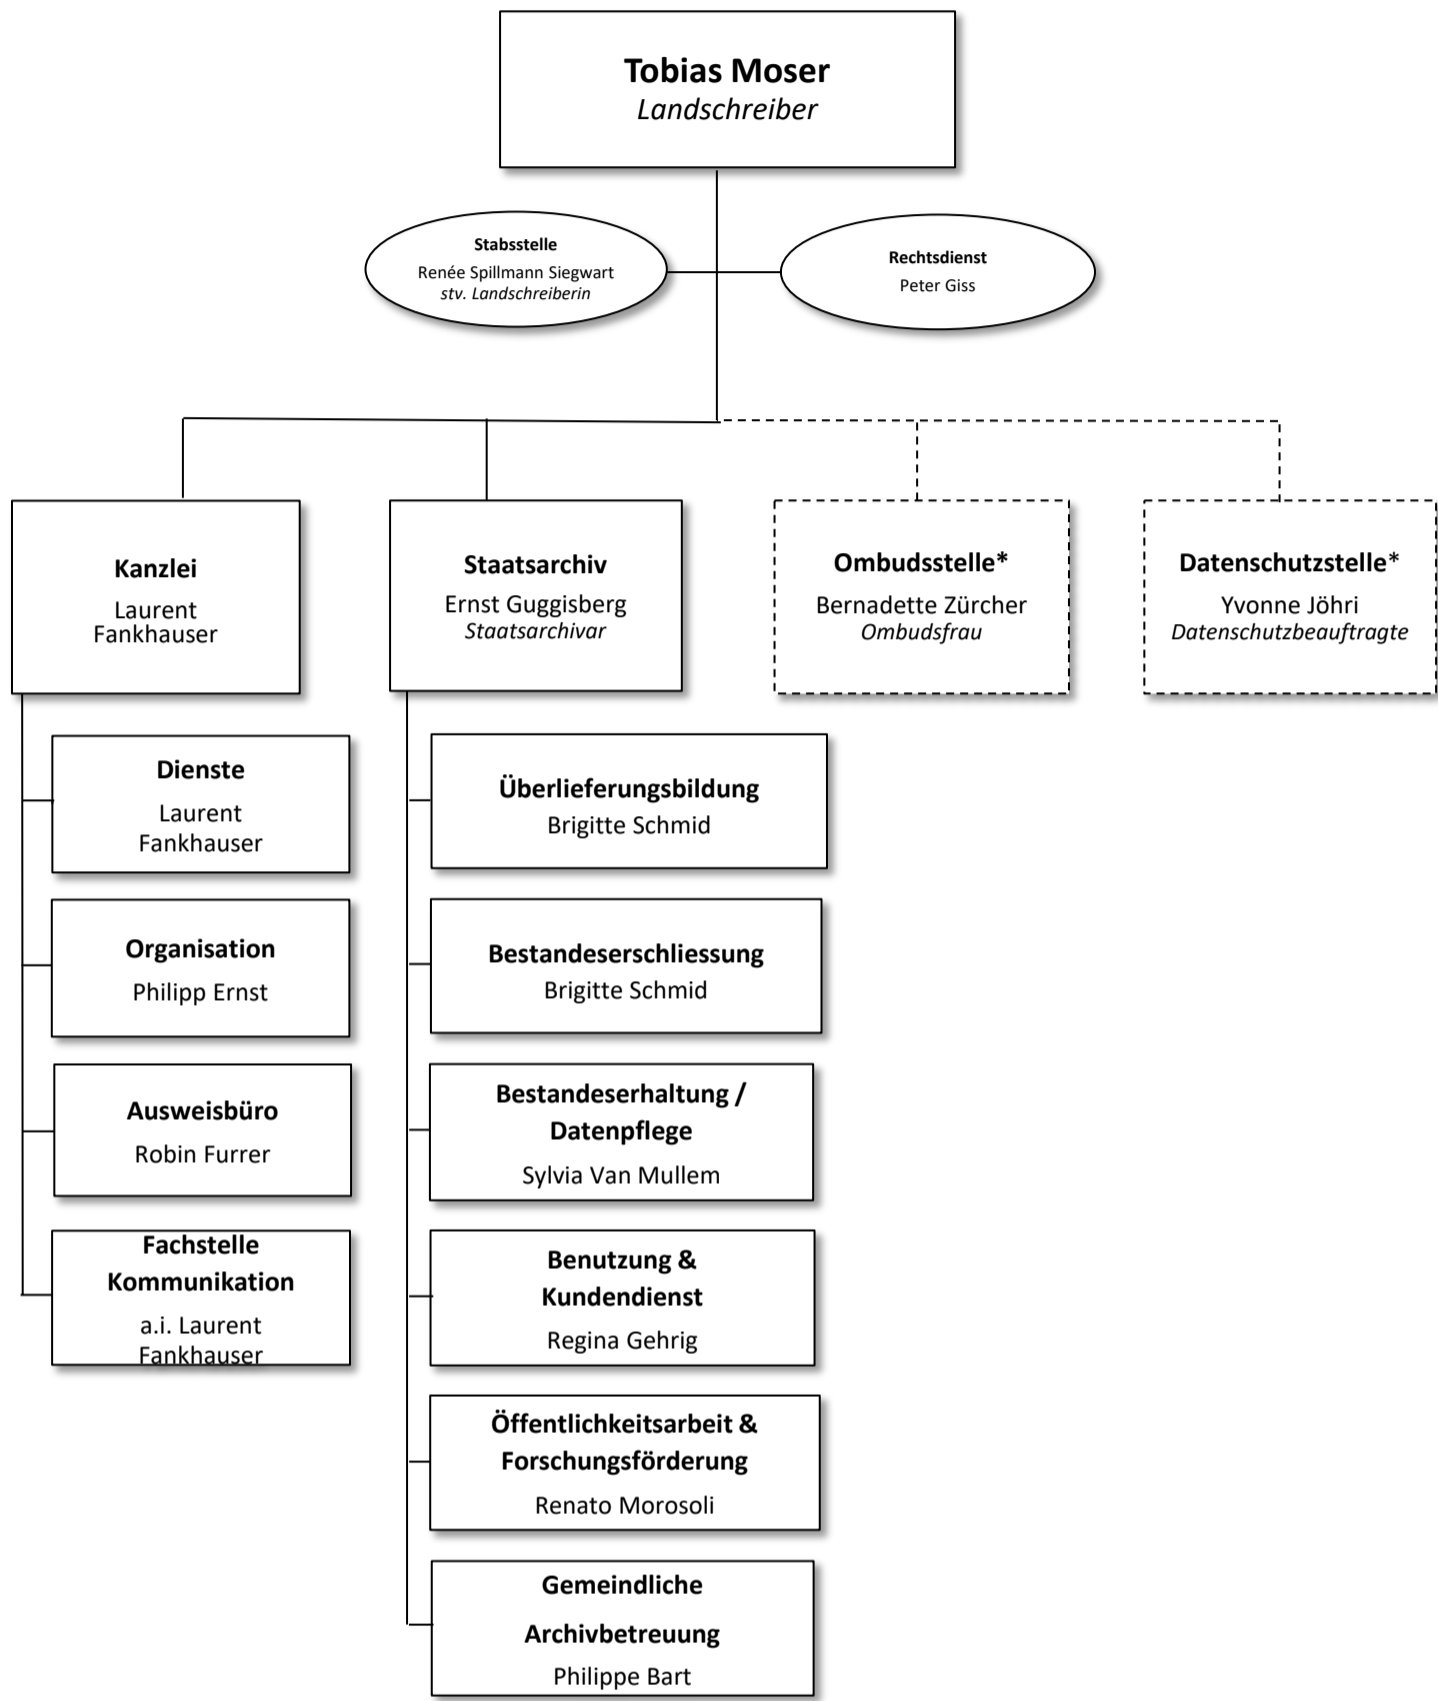 Tobias Moser
Landschreiber
Stabsstelle
Renée Spillmann Siegwart
stv. Landschreiberin
Rechtsdienst
Peter Giss
Kanzlei
Laurent
Fankhauser
Staatsarchiv
Ernst Guggisberg
Staatsarchivar
Ombudsstelle*
Bernadette Zürcher
Ombudsfrau
Datenschutzstelle*
Yvonne Jöhri
Datenschutzbeauftragte
Dienste
Laurent
Fankhauser
Organisation
Philipp Ernst
Ausweisbüro
Robin Furrer
Fachstelle
Kommunikation
a.i. Laurent
Fankhauser
Überlieferungsbildung
Brigitte Schmid
Bestandeserschliessung
Brigitte Schmid
Bestandeserhaltung /
Datenpflege
Sylvia Van Mullem
Benutzung &
Kundendienst
Regina Gehrig
Öffentlichkeitsarbeit &
Forschungsförderung
Renato Morosoli
Gemeindliche
Archivbetreuung
Philippe Bart